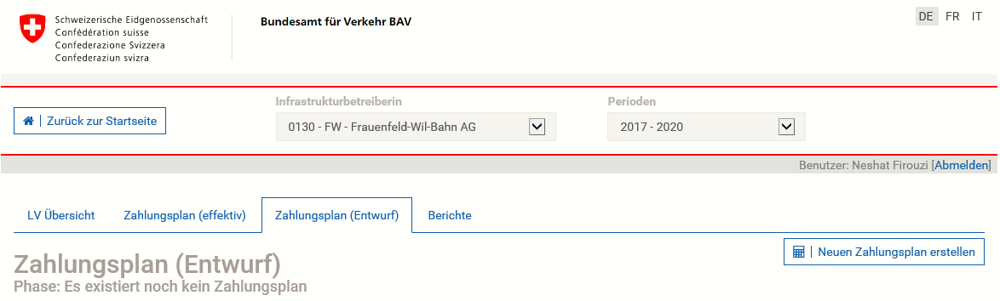 Schweizerische Eidgenossenschaft
Confédération suisse
Confederazione Svizzera
Confederaziun svizra
Bundesamt für Verkehr BAV
DE FR IT
Zurück zur Startseite
Infrastrukturbetreiberin
0130 - FW - Frauenfeld-Wil-Bahn AG
Perioden
2017 - 2020
Benutzer: Neshat Firouzi [Abmelden]
LV Übersicht Zahlungsplan (effektiv) Zahlungsplan (Entwurf) Berichte
Neuen Zahlungsplan erstellen
Zahlungsplan (Entwurf)
Phase: Es existiert noch kein Zahlungsplan